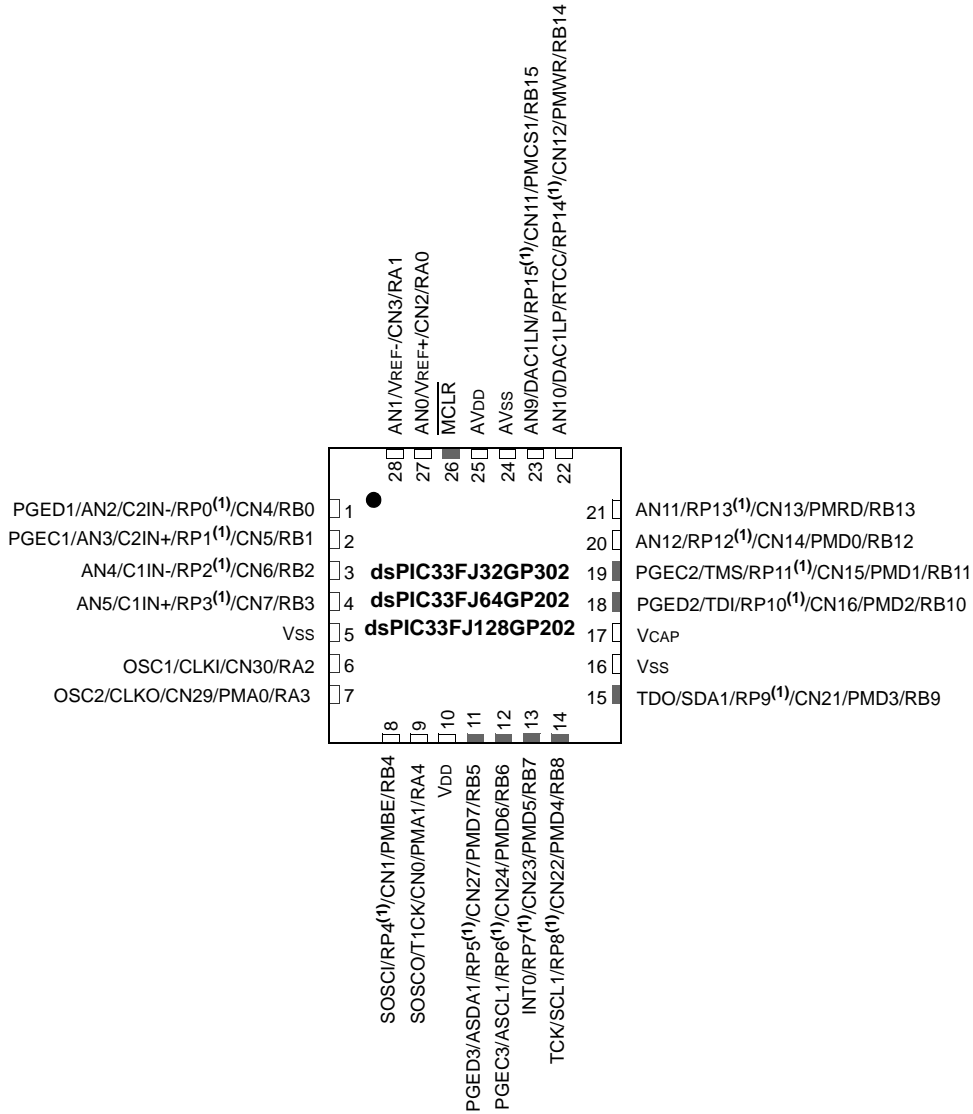 AN1/VREF-/CN3/RA1
AN0/VREF+/CN2/RA0
MCLR
AVDD
AVSS
AN9/DAC1LN/RP15(1)/CN11/PMCS1/RB15
AN10/DAC1LP/RTCC/RP14(1)/CN12/PMWR/RB14
28
27
26
25
24
23
22
PGED1/AN2/C2IN-/RP0(1)/CN4/RB0
1
PGEC1/AN3/C2IN+/RP1(1)/CN5/RB1
2
AN4/C1IN-/RP2(1)/CN6/RB2
3
AN5/C1IN+/RP3(1)/CN7/RB3
4
VSS
5
OSC1/CLKI/CN30/RA2
6
OSC2/CLKO/CN29/PMA0/RA3
7
dsPIC33FJ32GP302
dsPIC33FJ64GP202
dsPIC33FJ128GP202
21
AN11/RP13(1)/CN13/PMRD/RB13
20
AN12/RP12(1)/CN14/PMD0/RB12
19
PGEC2/TMS/RP11(1)/CN15/PMD1/RB11
18
PGED2/TDI/RP10(1)/CN16/PMD2/RB10
17
VCAP
16
VSS
15
TDO/SDA1/RP9(1)/CN21/PMD3/RB9
8
9
10
11
12
13
14
SOSCI/RP4(1)/CN1/PMBE/RB4
SOSCO/T1CK/CN0/PMA1/RA4
VDD
PGED3/ASDA1/RP5(1)/CN27/PMD7/RB5
PGEC3/ASCL1/RP6(1)/CN24/PMD6/RB6
INT0/RP7(1)/CN23/PMD5/RB7
TCK/SCL1/RP8(1)/CN22/PMD4/RB8